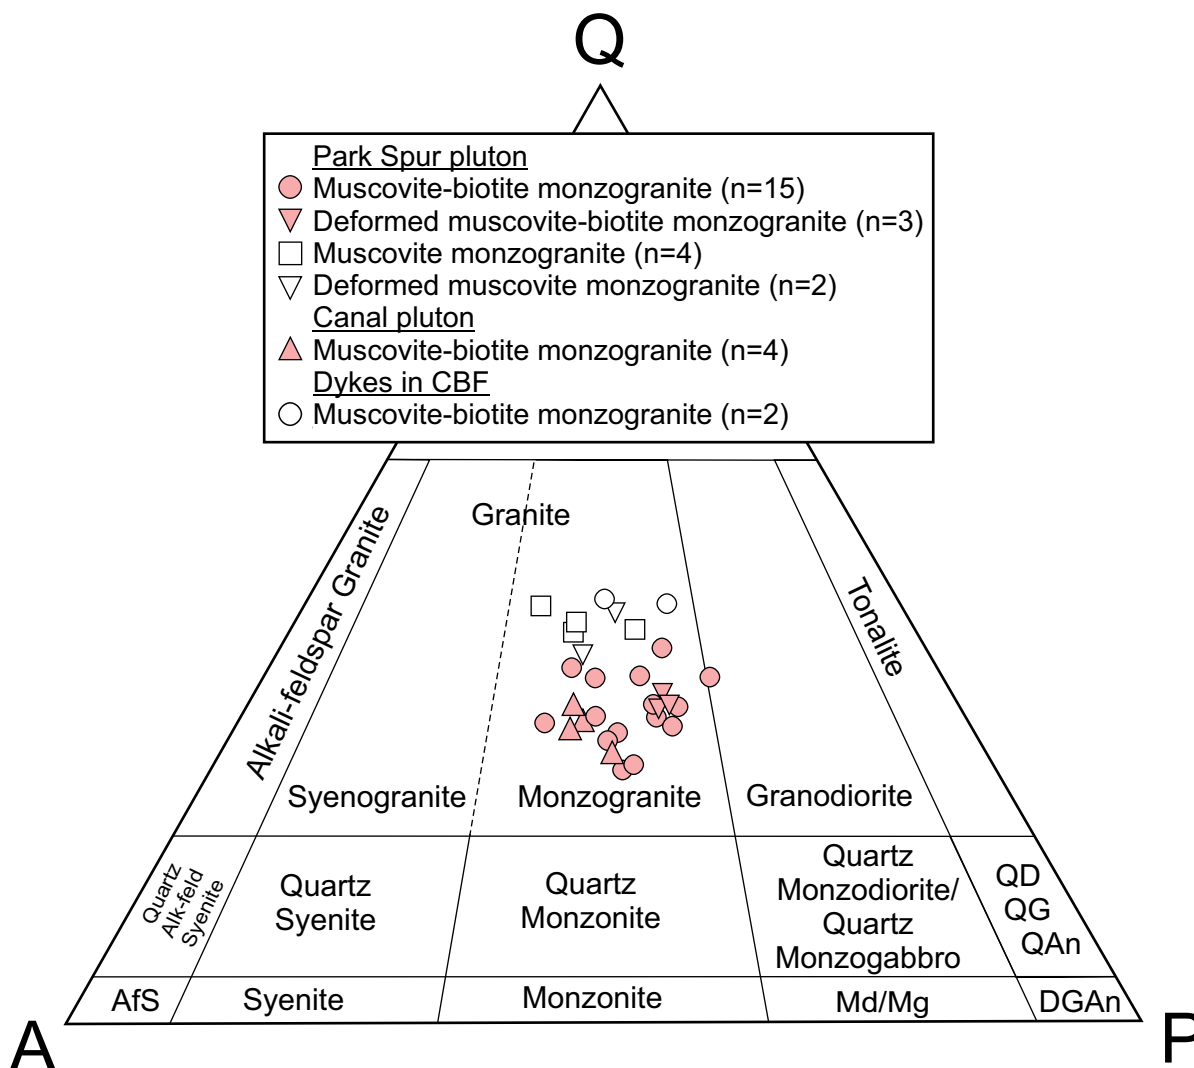 Q
Park Spur pluton
Muscovite-biotite monzogranite (n=15)
Deformed muscovite-biotite monzogranite (n=3)
Muscovite monzogranite (n=4)
Deformed muscovite monzogranite (n=2)
Canal pluton
Muscovite-biotite monzogranite (n=4)
Dykes in CBF
Muscovite-biotite monzogranite (n=2)
Granite
Alkali-feldspar Granite
Tonalite
Syenogranite
Monzogranite
Granodiorite
Quartz
Alk-feld
Syenite
Quartz
Syenite
Quartz
Monzonite
Quartz
Monzodiorite/
Quartz
Monzogabbro
QD
QG
QAn
AfS
Syenite
Monzonite
Md/Mg
DGAn
A
P